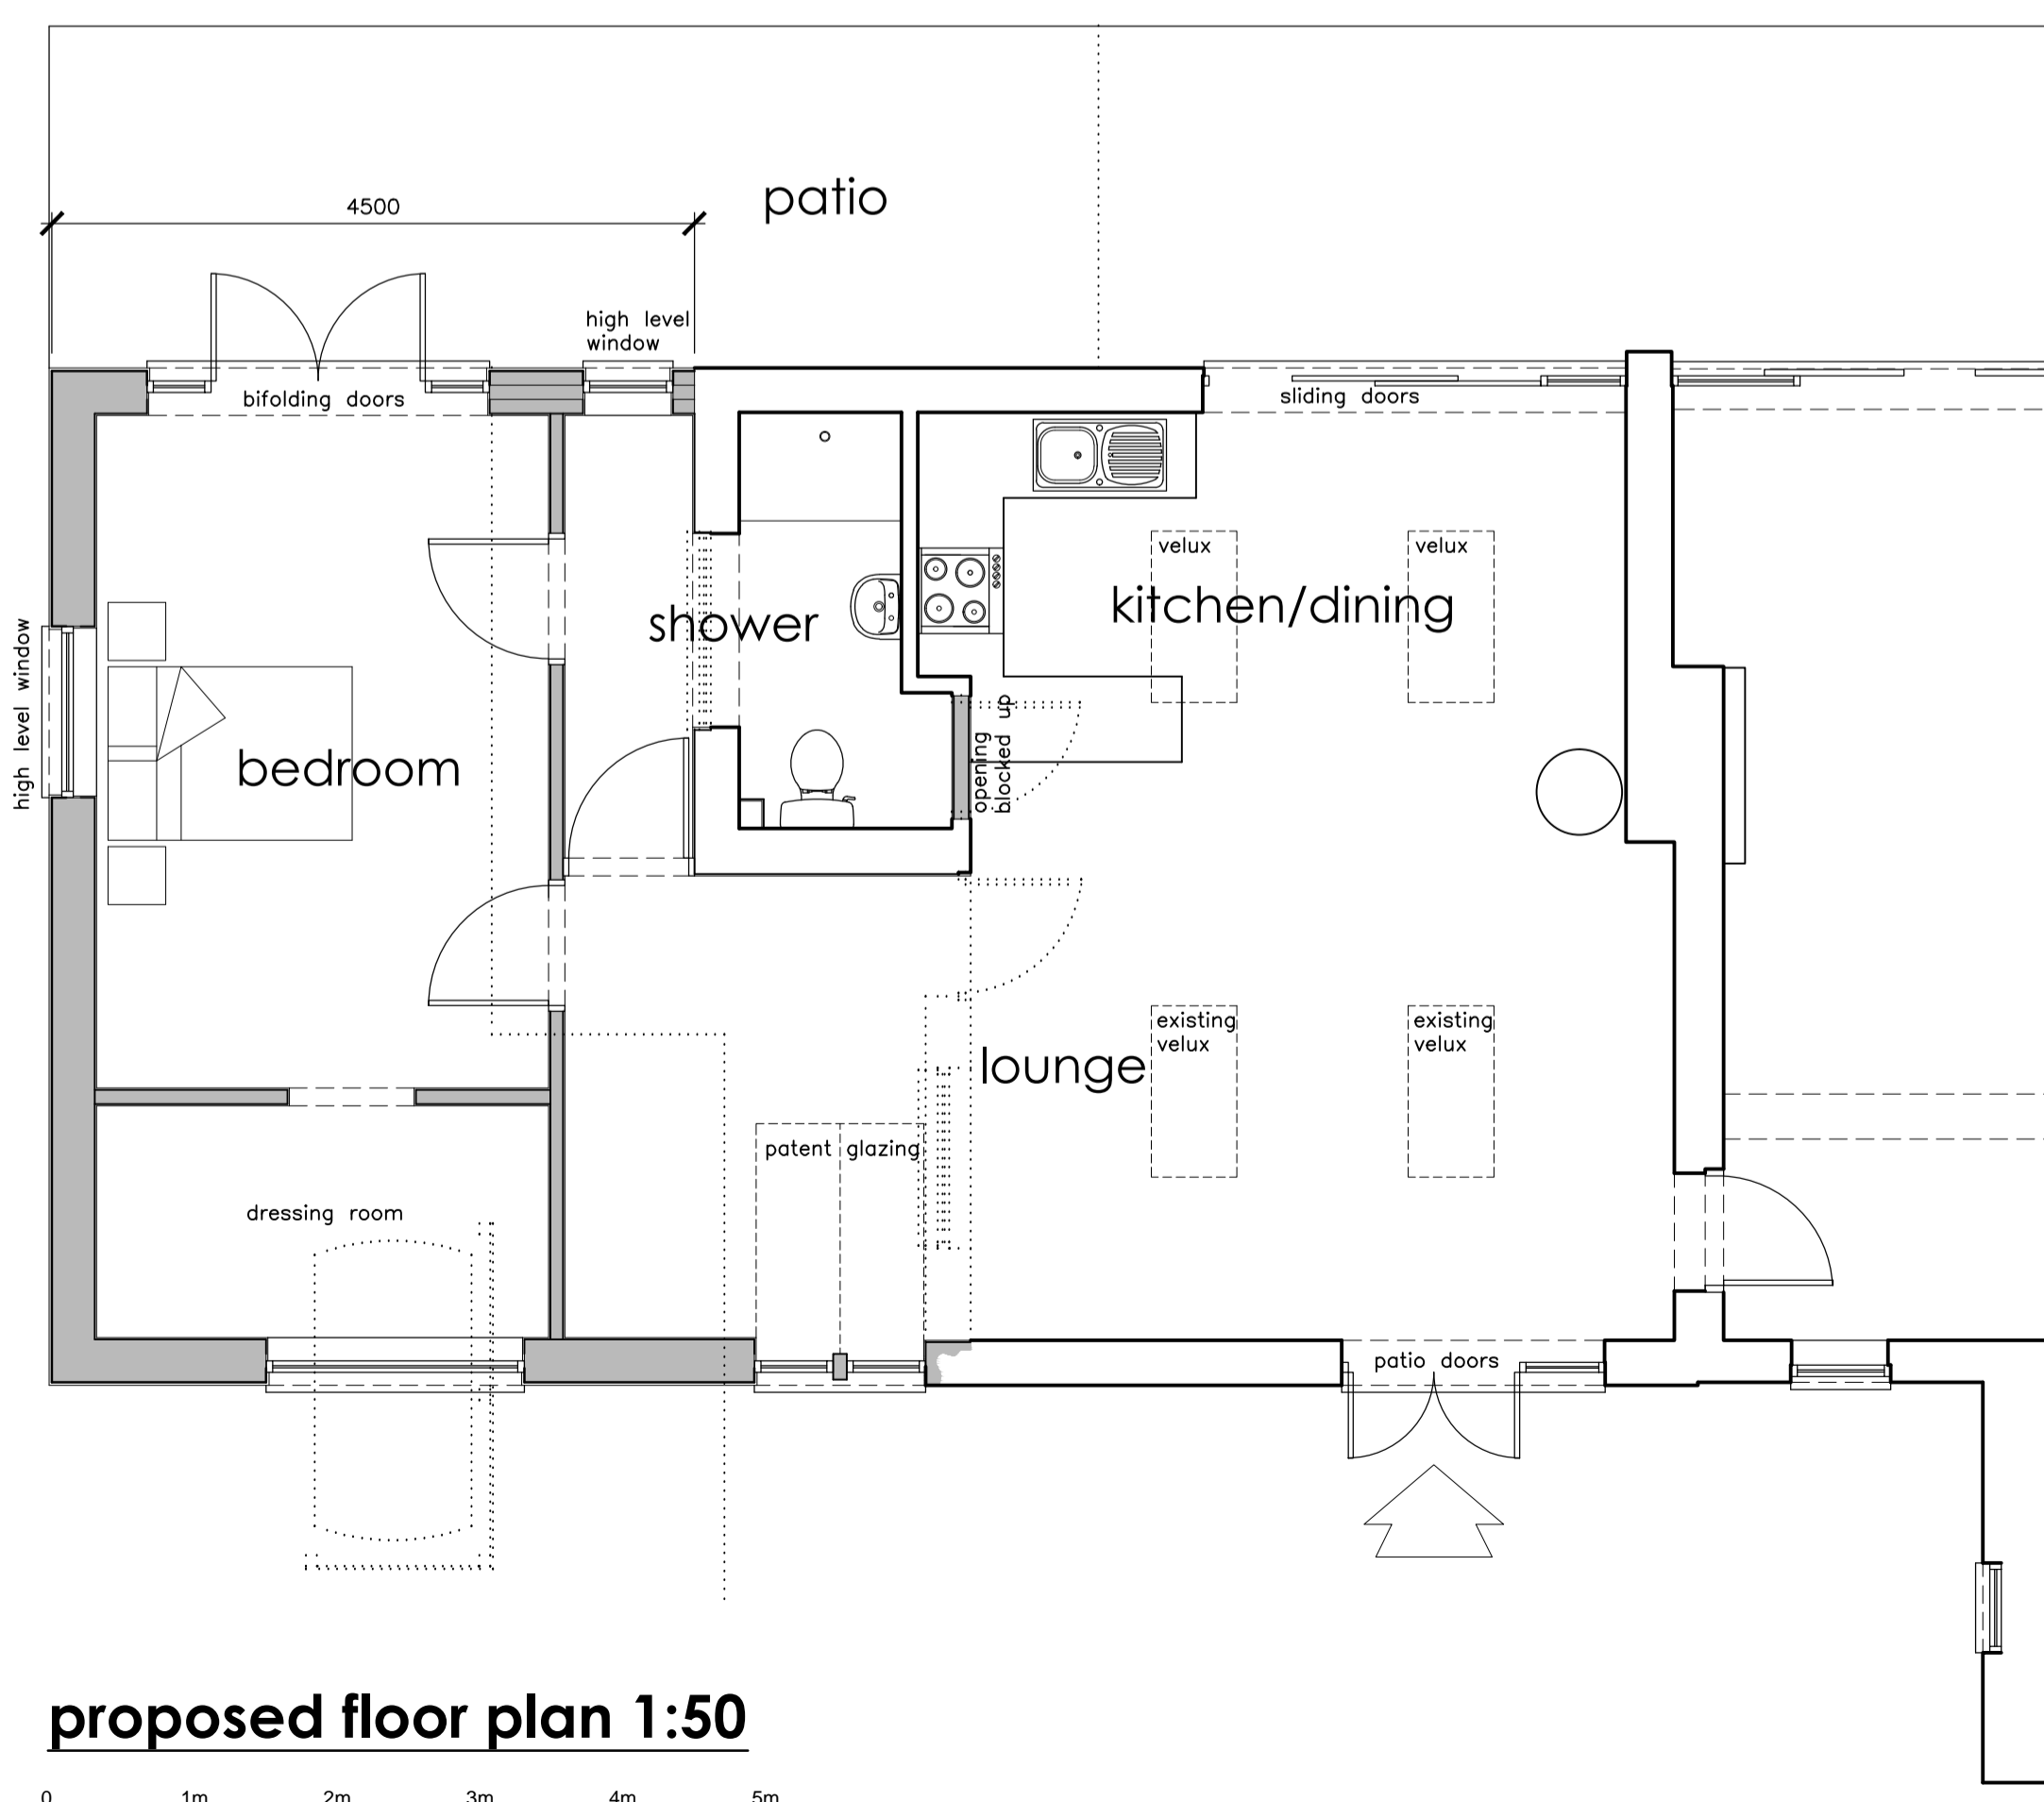 patio
4500
high level
window
bifolding doors
sliding doors
velux
velux
kitchen/dining
shower
high level window
bedroom
opening
blocked up
existing
velux
existing
velux
lounge
patent glazing
dressing room
patio doors
proposed floor plan 1:50
0 1m 2m 3m 4m 5m